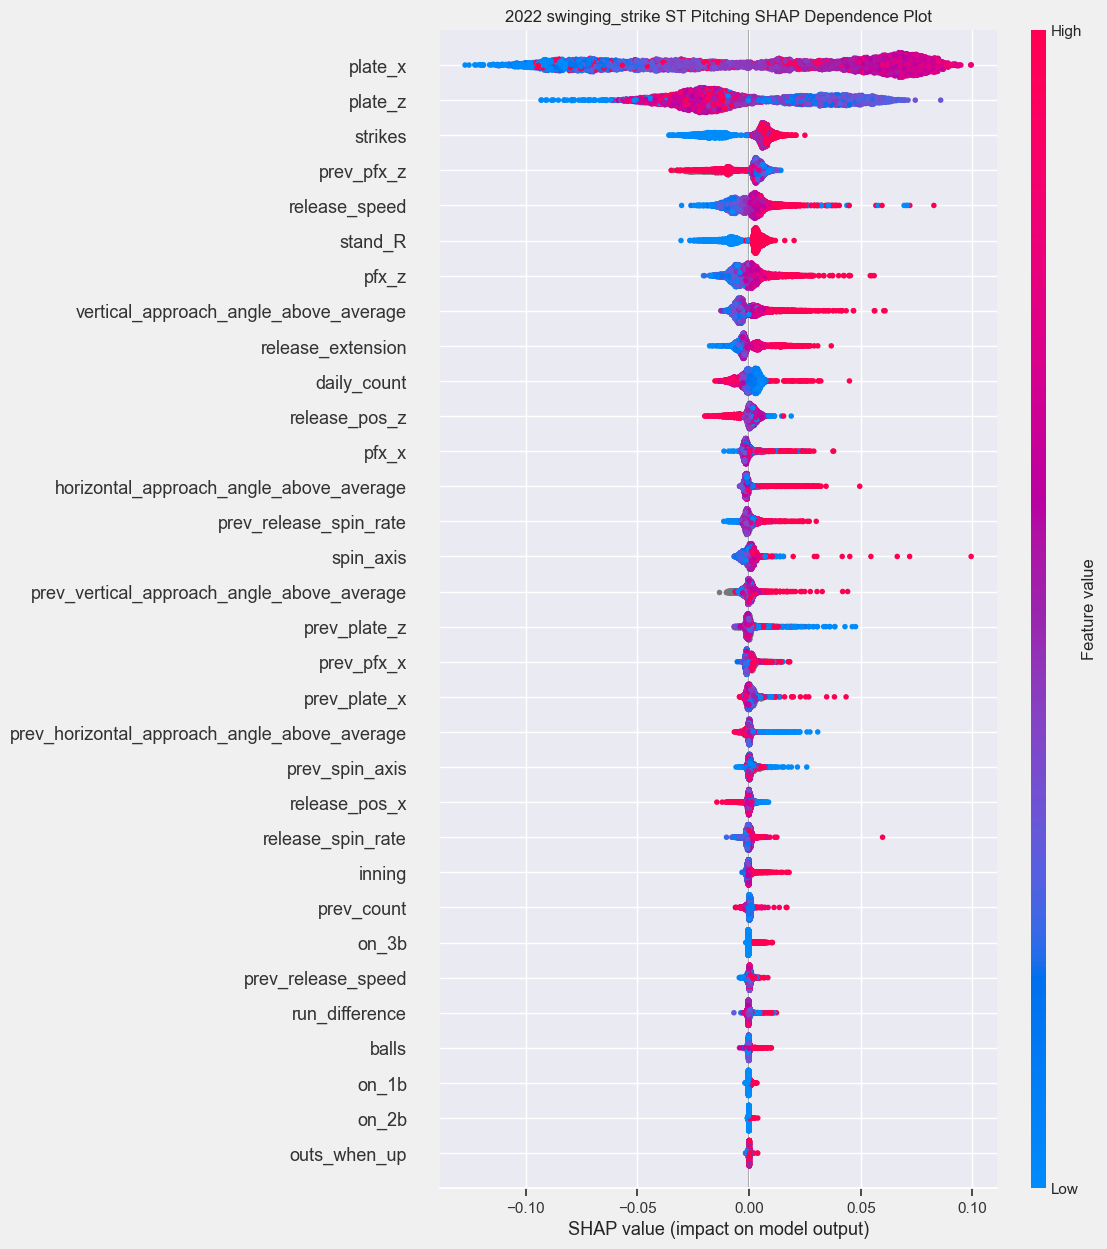 2022 swinging_strike ST Pitching SHAP Dependence Plot
High
plate_x
plate_z
strikes
prev_pfx_z
release_speed
stand_R
pfx_z
vertical_approach_angle_above_average
release_extension
daily_count
release_pos_z
pfx_x
horizontal_approach_angle_above_average
prev_release_spin_rate
spin_axis
prev_vertical_approach_angle_above_average
prev_plate_z
prev_pfx_x
prev_plate_x
prev_horizontal_approach_angle_above_average
prev_spin_axis
release_pos_x
release_spin_rate
inning
prev_count
on_3b
prev_release_speed
run_difference
balls
on_1b
on_2b
outs_when_up
Feature value
Low
−0.10 −0.05 0.00 0.05 0.10
SHAP value (impact on model output)